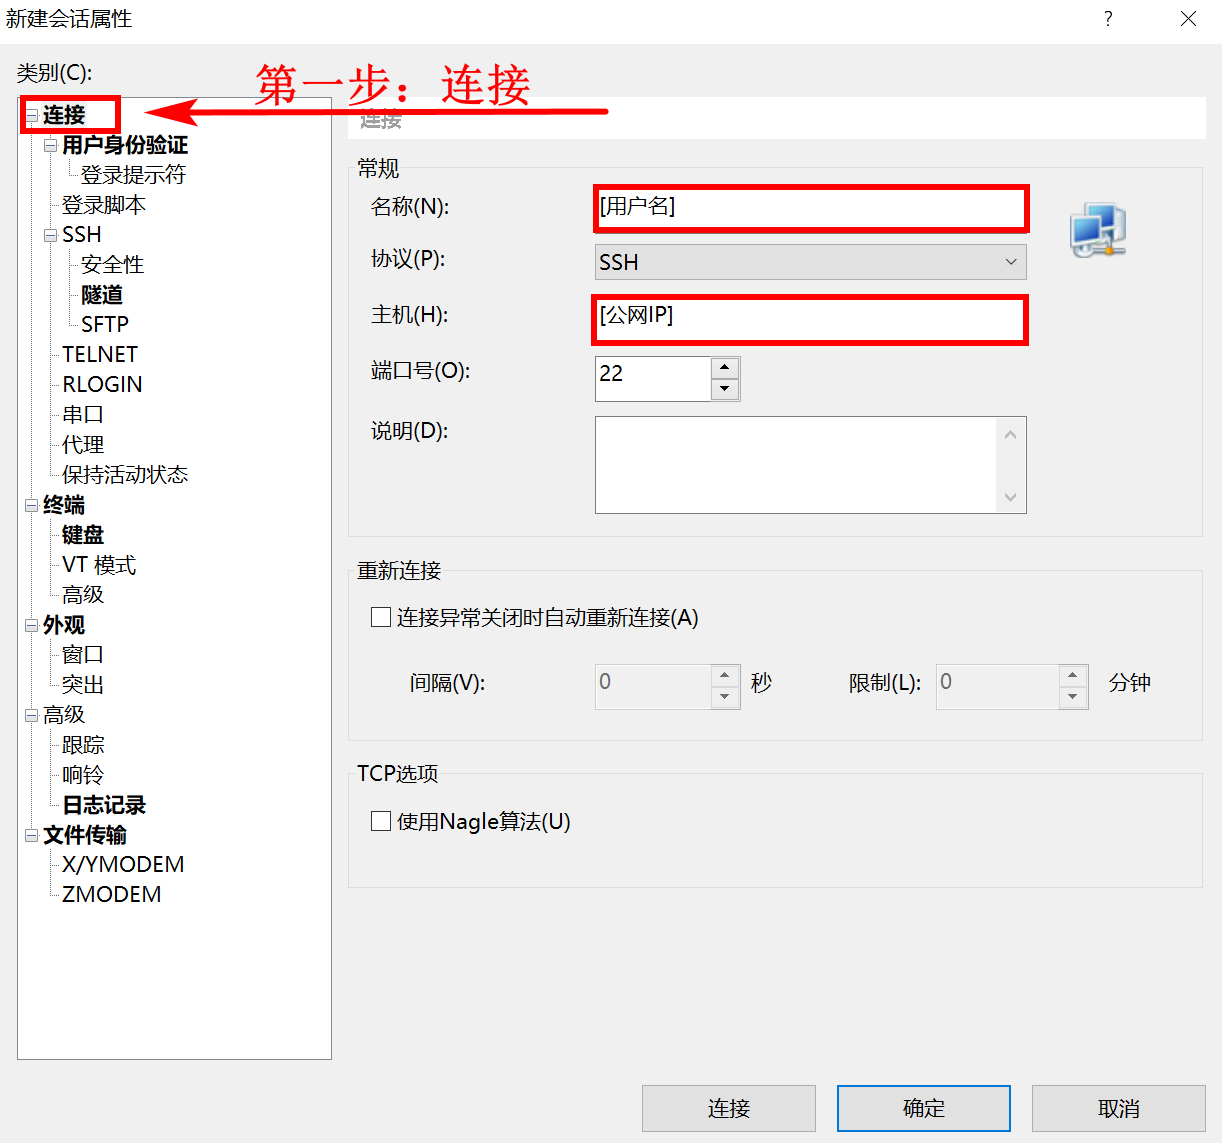 新建会话属性
类别(C):
第一步：连接
连接
用户身份验证
登录提示符
登录脚本
SSH
安全性
隧道
SFTP
TELNET
RLOGIN
串口
代理
保持活动状态
终端
键盘
VT 模式
高级
外观
窗口
突出
高级
跟踪
响铃
日志记录
文件传输
X/YMODEM
ZMODEM
连接
常规
名称(N):
[用户名]
协议(P):
SSH
主机(H):
[公网IP]
端口号(O):
22
说明(D):
重新连接
连接异常关闭时自动重新连接(A)
间隔(V):
0
秒
限制(L):
0
分钟
TCP选项
使用Nagle算法(U)
连接
确定
取消